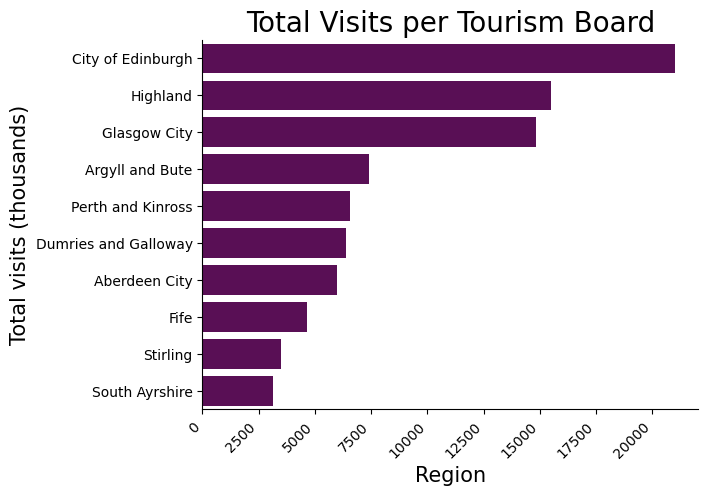 Total Visits per Tourism Board
Total visits (thousands)
City of Edinburgh
Highland
Glasgow City
Argyll and Bute
Perth and Kinross
Dumries and Galloway
Aberdeen City
Fife
Stirling
South Ayrshire
0
2500
5000
7500
10000
12500
15000
17500
20000
Region